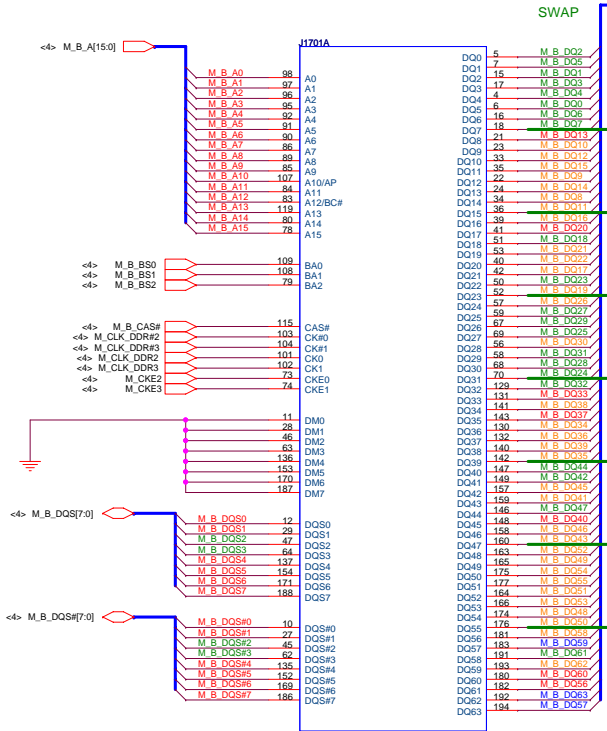 SWAP
J1701A
<4> M_B_A[15:0]
M_B_A0 98 A0
M_B_A1 97 A1
M_B_A2 96 A2
M_B_A3 95 A3
M_B_A4 92 A4
M_B_A5 91 A5
M_B_A6 90 A6
M_B_A7 86 A7
M_B_A8 89 A8
M_B_A9 85 A9
M_B_A10 107 A10/AP
M_B_A11 84 A11
M_B_A12 83 A12/BC#
M_B_A13 119 A13
M_B_A14 80 A14
M_B_A15 78 A15
<4> M_B_BS0 109 BA0
<4> M_B_BS1 108 BA1
<4> M_B_BS2 79 BA2
<4> M_B_CAS# 115 CAS#
<4> M_CLK_DDR#2 103 CK#0
<4> M_CLK_DDR#3 104 CK#1
<4> M_CLK_DDR2 101 CK0
<4> M_CLK_DDR3 102 CK1
<4> M_CKE2 73 CKE0
<4> M_CKE3 74 CKE1
11 DM0
28 DM1
46 DM2
63 DM3
136 DM4
153 DM5
170 DM6
187 DM7
<4> M_B_DQS[7:0]
M_B_DQS0 12 DQS0
M_B_DQS1 29 DQS1
M_B_DQS2 47 DQS2
M_B_DQS3 64 DQS3
M_B_DQS4 137 DQS4
M_B_DQS5 154 DQS5
M_B_DQS6 171 DQS6
M_B_DQS7 188 DQS7
<4> M_B_DQS#[7:0]
M_B_DQS#0 10 DQS#0
M_B_DQS#1 27 DQS#1
M_B_DQS#2 45 DQS#2
M_B_DQS#3 62 DQS#3
M_B_DQS#4 135 DQS#4
M_B_DQS#5 152 DQS#5
M_B_DQS#6 169 DQS#6
M_B_DQS#7 186 DQS#7
DQ0 5 M_B_DQ2
DQ1 7 M_B_DQ5
DQ2 15 M_B_DQ1
DQ3 17 M_B_DQ3
DQ4 4 M_B_DQ4
DQ5 6 M_B_DQ0
DQ6 16 M_B_DQ6
DQ7 18 M_B_DQ7
DQ8 21 M_B_DQ13
DQ9 23 M_B_DQ10
DQ10 33 M_B_DQ12
DQ11 35 M_B_DQ15
DQ12 22 M_B_DQ9
DQ13 24 M_B_DQ14
DQ14 34 M_B_DQ8
DQ15 36 M_B_DQ11
DQ16 39 M_B_DQ16
DQ17 41 M_B_DQ20
DQ18 51 M_B_DQ18
DQ19 53 M_B_DQ21
DQ20 40 M_B_DQ22
DQ21 42 M_B_DQ17
DQ22 50 M_B_DQ23
DQ23 52 M_B_DQ19
DQ24 57 M_B_DQ26
DQ25 59 M_B_DQ27
DQ26 67 M_B_DQ29
DQ27 69 M_B_DQ25
DQ28 56 M_B_DQ30
DQ29 58 M_B_DQ31
DQ30 68 M_B_DQ28
DQ31 70 M_B_DQ24
DQ32 129 M_B_DQ32
DQ33 131 M_B_DQ33
DQ34 141 M_B_DQ38
DQ35 143 M_B_DQ37
DQ36 130 M_B_DQ34
DQ37 132 M_B_DQ36
DQ38 140 M_B_DQ39
DQ39 142 M_B_DQ35
DQ40 147 M_B_DQ44
DQ41 149 M_B_DQ42
DQ42 157 M_B_DQ45
DQ43 159 M_B_DQ41
DQ44 146 M_B_DQ47
DQ45 148 M_B_DQ40
DQ46 158 M_B_DQ46
DQ47 160 M_B_DQ43
DQ48 163 M_B_DQ52
DQ49 165 M_B_DQ49
DQ50 175 M_B_DQ54
DQ51 177 M_B_DQ55
DQ52 164 M_B_DQ51
DQ53 166 M_B_DQ53
DQ54 174 M_B_DQ48
DQ55 176 M_B_DQ50
DQ56 181 M_B_DQ58
DQ57 183 M_B_DQ59
DQ58 191 M_B_DQ61
DQ59 193 M_B_DQ62
DQ60 180 M_B_DQ60
DQ61 182 M_B_DQ56
DQ62 192 M_B_DQ63
DQ63 194 M_B_DQ57